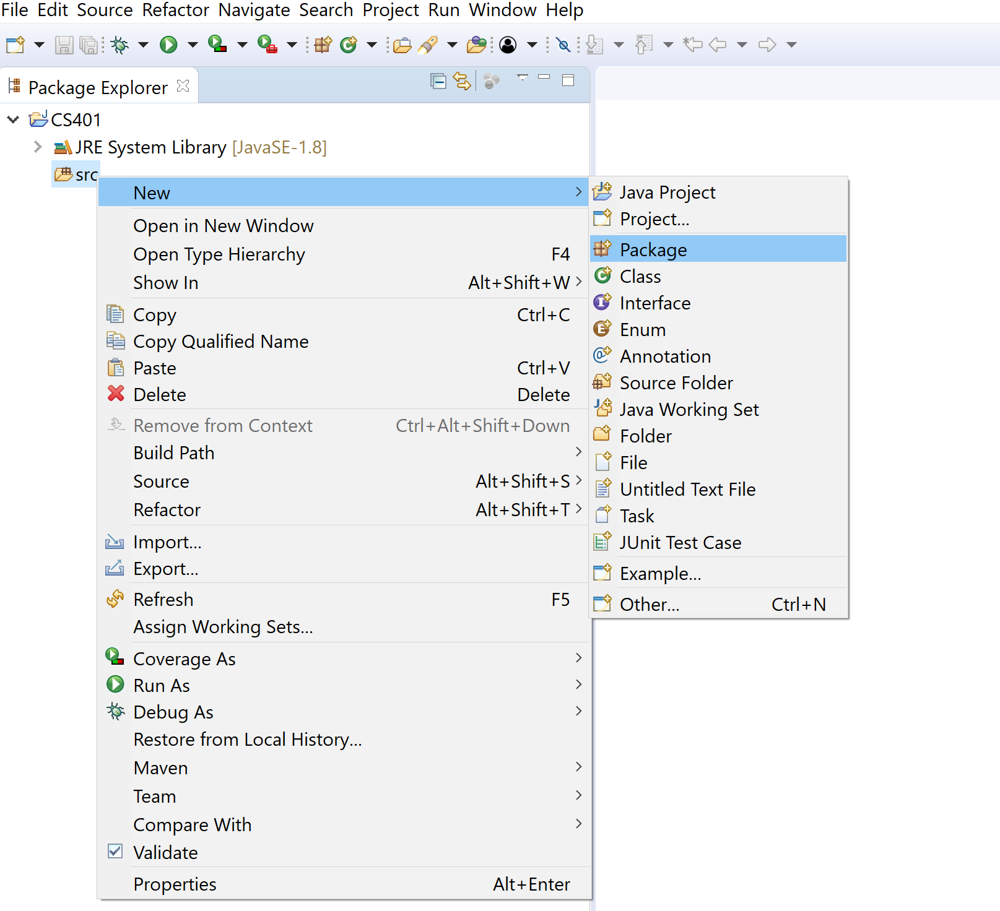 File Edit Source Refactor Navigate Search Project Run Window Help
Package Explorer
CS401
JRE System Library [JavaSE-1.8]
src
New
Open in New Window
Open Type Hierarchy F4
Show In Alt+Shift+W
Copy Ctrl+C
Copy Qualified Name
Paste Ctrl+V
Delete Delete
Remove from Context Ctrl+Alt+Shift+Down
Build Path
Source Alt+Shift+S
Refactor Alt+Shift+T
Import...
Export...
Refresh F5
Assign Working Sets...
Coverage As
Run As
Debug As
Restore from Local History...
Maven
Team
Compare With
Validate
Properties Alt+Enter
Java Project
Project...
Package
Class
Interface
Enum
Annotation
Source Folder
Java Working Set
Folder
File
Untitled Text File
Task
JUnit Test Case
Example...
Other... Ctrl+N